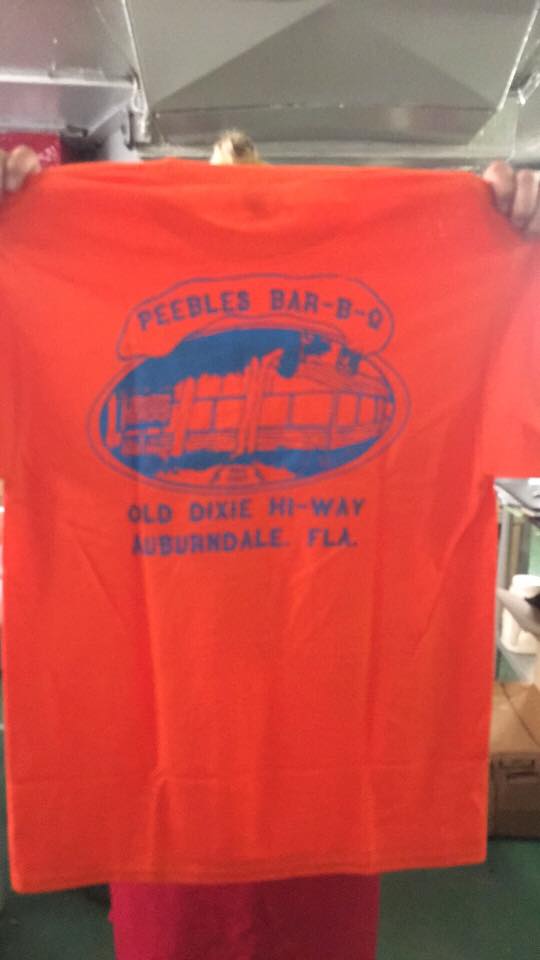 PEEBLES BAR-B-Q
OLD DIXIE HI-WAY
AUBURNDALE. FLA.